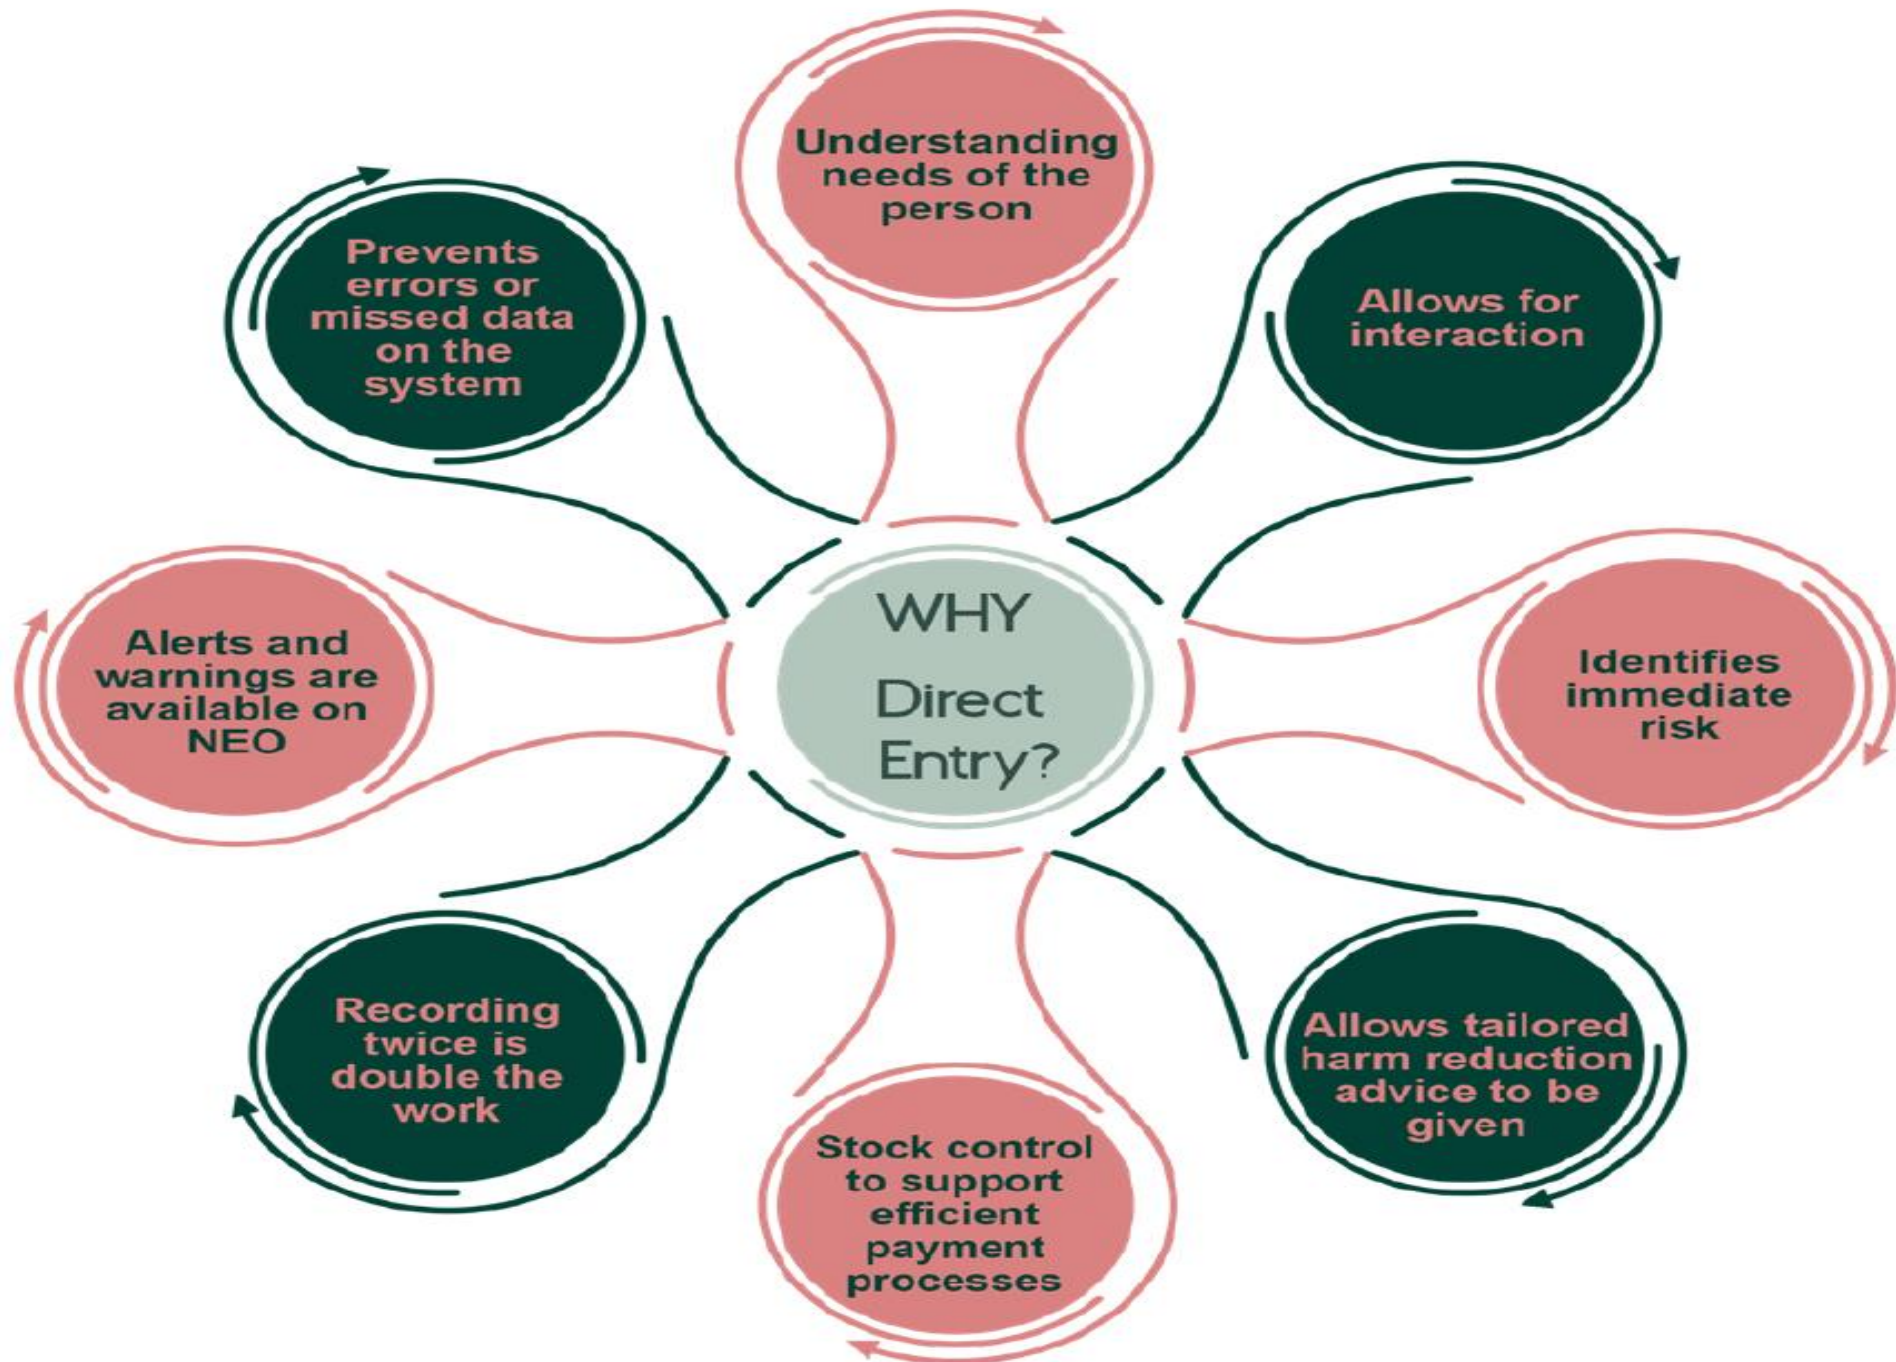 Understanding
needs of the
person
Allows for
interaction
Identifies
immediate
risk
Allows tailored
harm reduction
advice to be
given
Stock control
to support
efficient
payment
processes
Recording
twice is
double the
work
Alerts and
warnings are
available on
NEO
Prevents
errors or
missed data
on the
system
WHY
Direct
Entry?